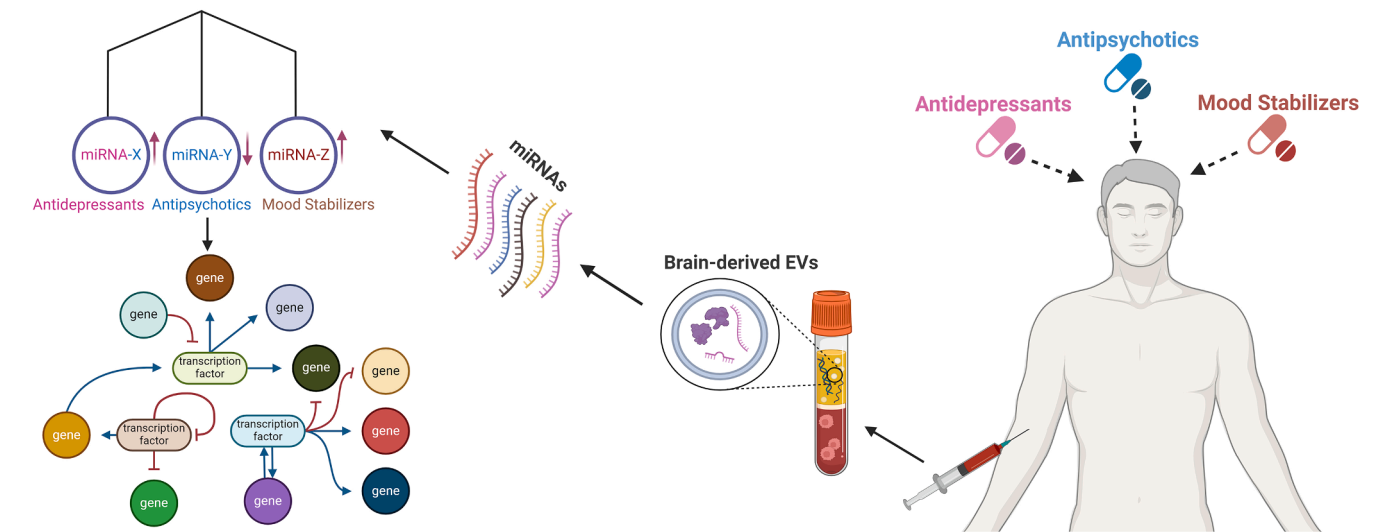 Antipsychotics
Antidepressants
Mood Stabilizers
miRNAs
Brain-derived EVs
miRNA-X
miRNA-Y
miRNA-Z
Antidepressants
Antipsychotics
Mood Stabilizers
gene
gene
gene
transcription
factor
gene
gene
gene
transcription
factor
transcription
factor
gene
gene
gene
gene